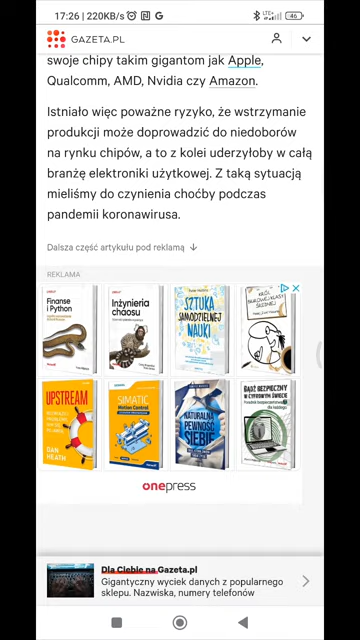 17:26 | 220KB/s
46
GAZETA.PL
swoje chipy takim gigantom jak Apple,
Qualcomm, AMD, Nvidia czy Amazon.
Istniało więc poważne ryzyko, że wstrzymanie
produkcji może doprowadzić do niedoborów
na rynku chipów, a to z kolei uderzyłoby w całą
branżę elektroniki użytkowej. Z taką sytuacją
mieliśmy do czynienia choćby podczas
pandemii koronawirusa.
Dalsza część artykułu pod reklamą ↓
REKLAMA
Finanse
i Python
Inżynieria
chaosu
SZTUKA
SAMODZIELNEJ
NAUKI
UPSTREAM
DAN
HEATH
SIMATIC
Motion Control
NATURALNA
PEWNOŚĆ
SIEBIE
BĄDŹ BEZPIECZNY
W CYFROWYM ŚWIECIE
onepress
Dla Ciebie na Gazeta.pl
Gigantyczny wyciek danych z popularnego
sklepu. Nazwiska, numery telefonów